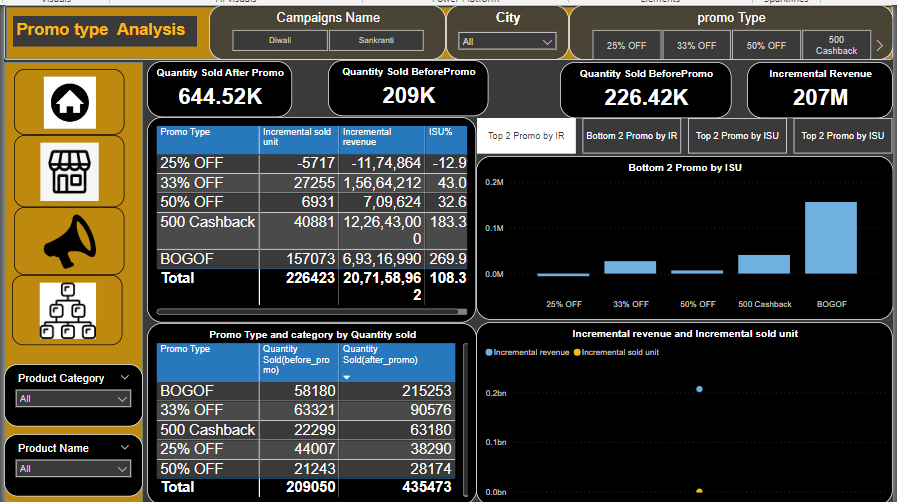 Promo type Analysis
Campaigns Name
Diwali
Sankranti
City
All
promo Type
25% OFF
33% OFF
50% OFF
500
Cashback
Quantity Sold After Promo
644.52K
Quantity Sold BeforePromo
209K
Quantity Sold BeforePromo
226.42K
Incremental Revenue
207M
Promo Type Incremental sold unit Incremental revenue ISU%
25% OFF -5717 -11,74,864 -12.9
33% OFF 27255 1,56,64,212 43.0
50% OFF 6931 7,09,624 32.6
500 Cashback 40881 12,26,43,000 183.3
BOGOF 157073 6,93,16,990 269.9
Total 226423 20,71,58,962 108.3
Top 2 Promo by IR
Bottom 2 Promo by IR
Top 2 Promo by ISU
Top 2 Promo by ISU
Bottom 2 Promo by ISU
0.2M
0.1M
0.0M
25% OFF 33% OFF 50% OFF 500 Cashback BOGOF
Product Category
All
Product Name
All
Promo Type and category by Quantity sold
Promo Type Quantity Sold(before_promo) Quantity Sold(after_promo)
BOGOF 58180 215253
33% OFF 63321 90576
500 Cashback 22299 63180
25% OFF 44007 38290
50% OFF 21243 28174
Total 209050 435473
Incremental revenue and Incremental sold unit
Incremental revenue Incremental sold unit
0.2bn
0.1bn
0.0bn